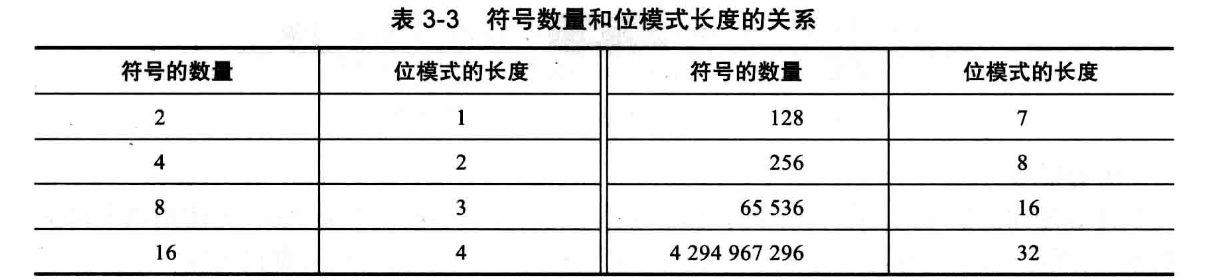 表 3-3 符号数量和位模式长度的关系
符号的数量 位模式的长度 符号的数量 位模式的长度
2 1 128 7
4 2 256 8
8 3 65 536 16
16 4 4 294 967 296 32